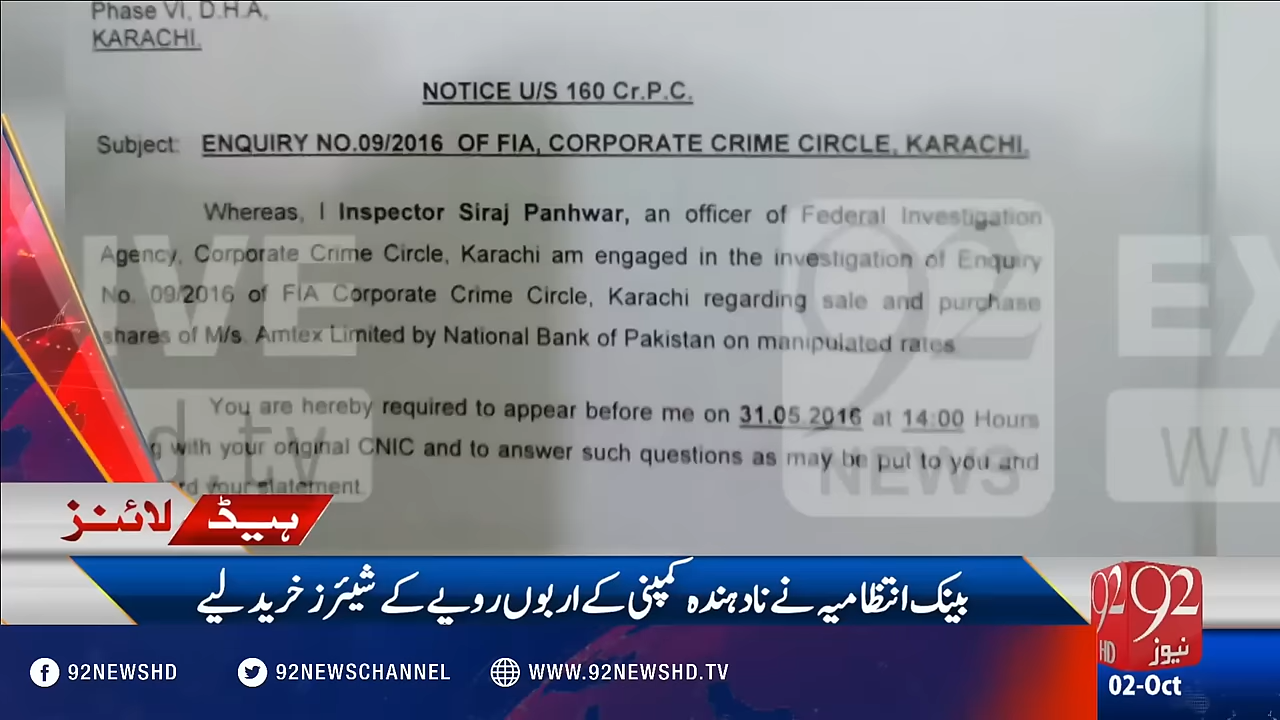 Phase VI, D.H.A,
KARACHI.
NOTICE U/S 160 Cr.P.C.
Subject: ENQUIRY NO.09/2016 OF FIA, CORPORATE CRIME CIRCLE, KARACHI.
Whereas, I Inspector Siraj Panhwar, an officer of Federal Investigation
Agency, Corporate Crime Circle, Karachi am engaged in the investigation of Enquiry
No. 09/2016 of FIA Corporate Crime Circle, Karachi regarding sale and purchase
shares of M/s. Amtex Limited by National Bank of Pakistan on manipulated rates
You are hereby required to appear before me on 31.05.2016 at 14:00 Hours
with your original CNIC and to answer such questions as may be put to you and
your statement
92
NEWS
d.tv
ہیڈ لائنز
بینک انتظامیہ نے نادہندہ کمپنی کے اربوں روپے کے شیئرز خرید لیے
92NEWSHD
92NEWSCHANNEL
WWW.92NEWSHD.TV
92 HD
92
نیوز
02-Oct